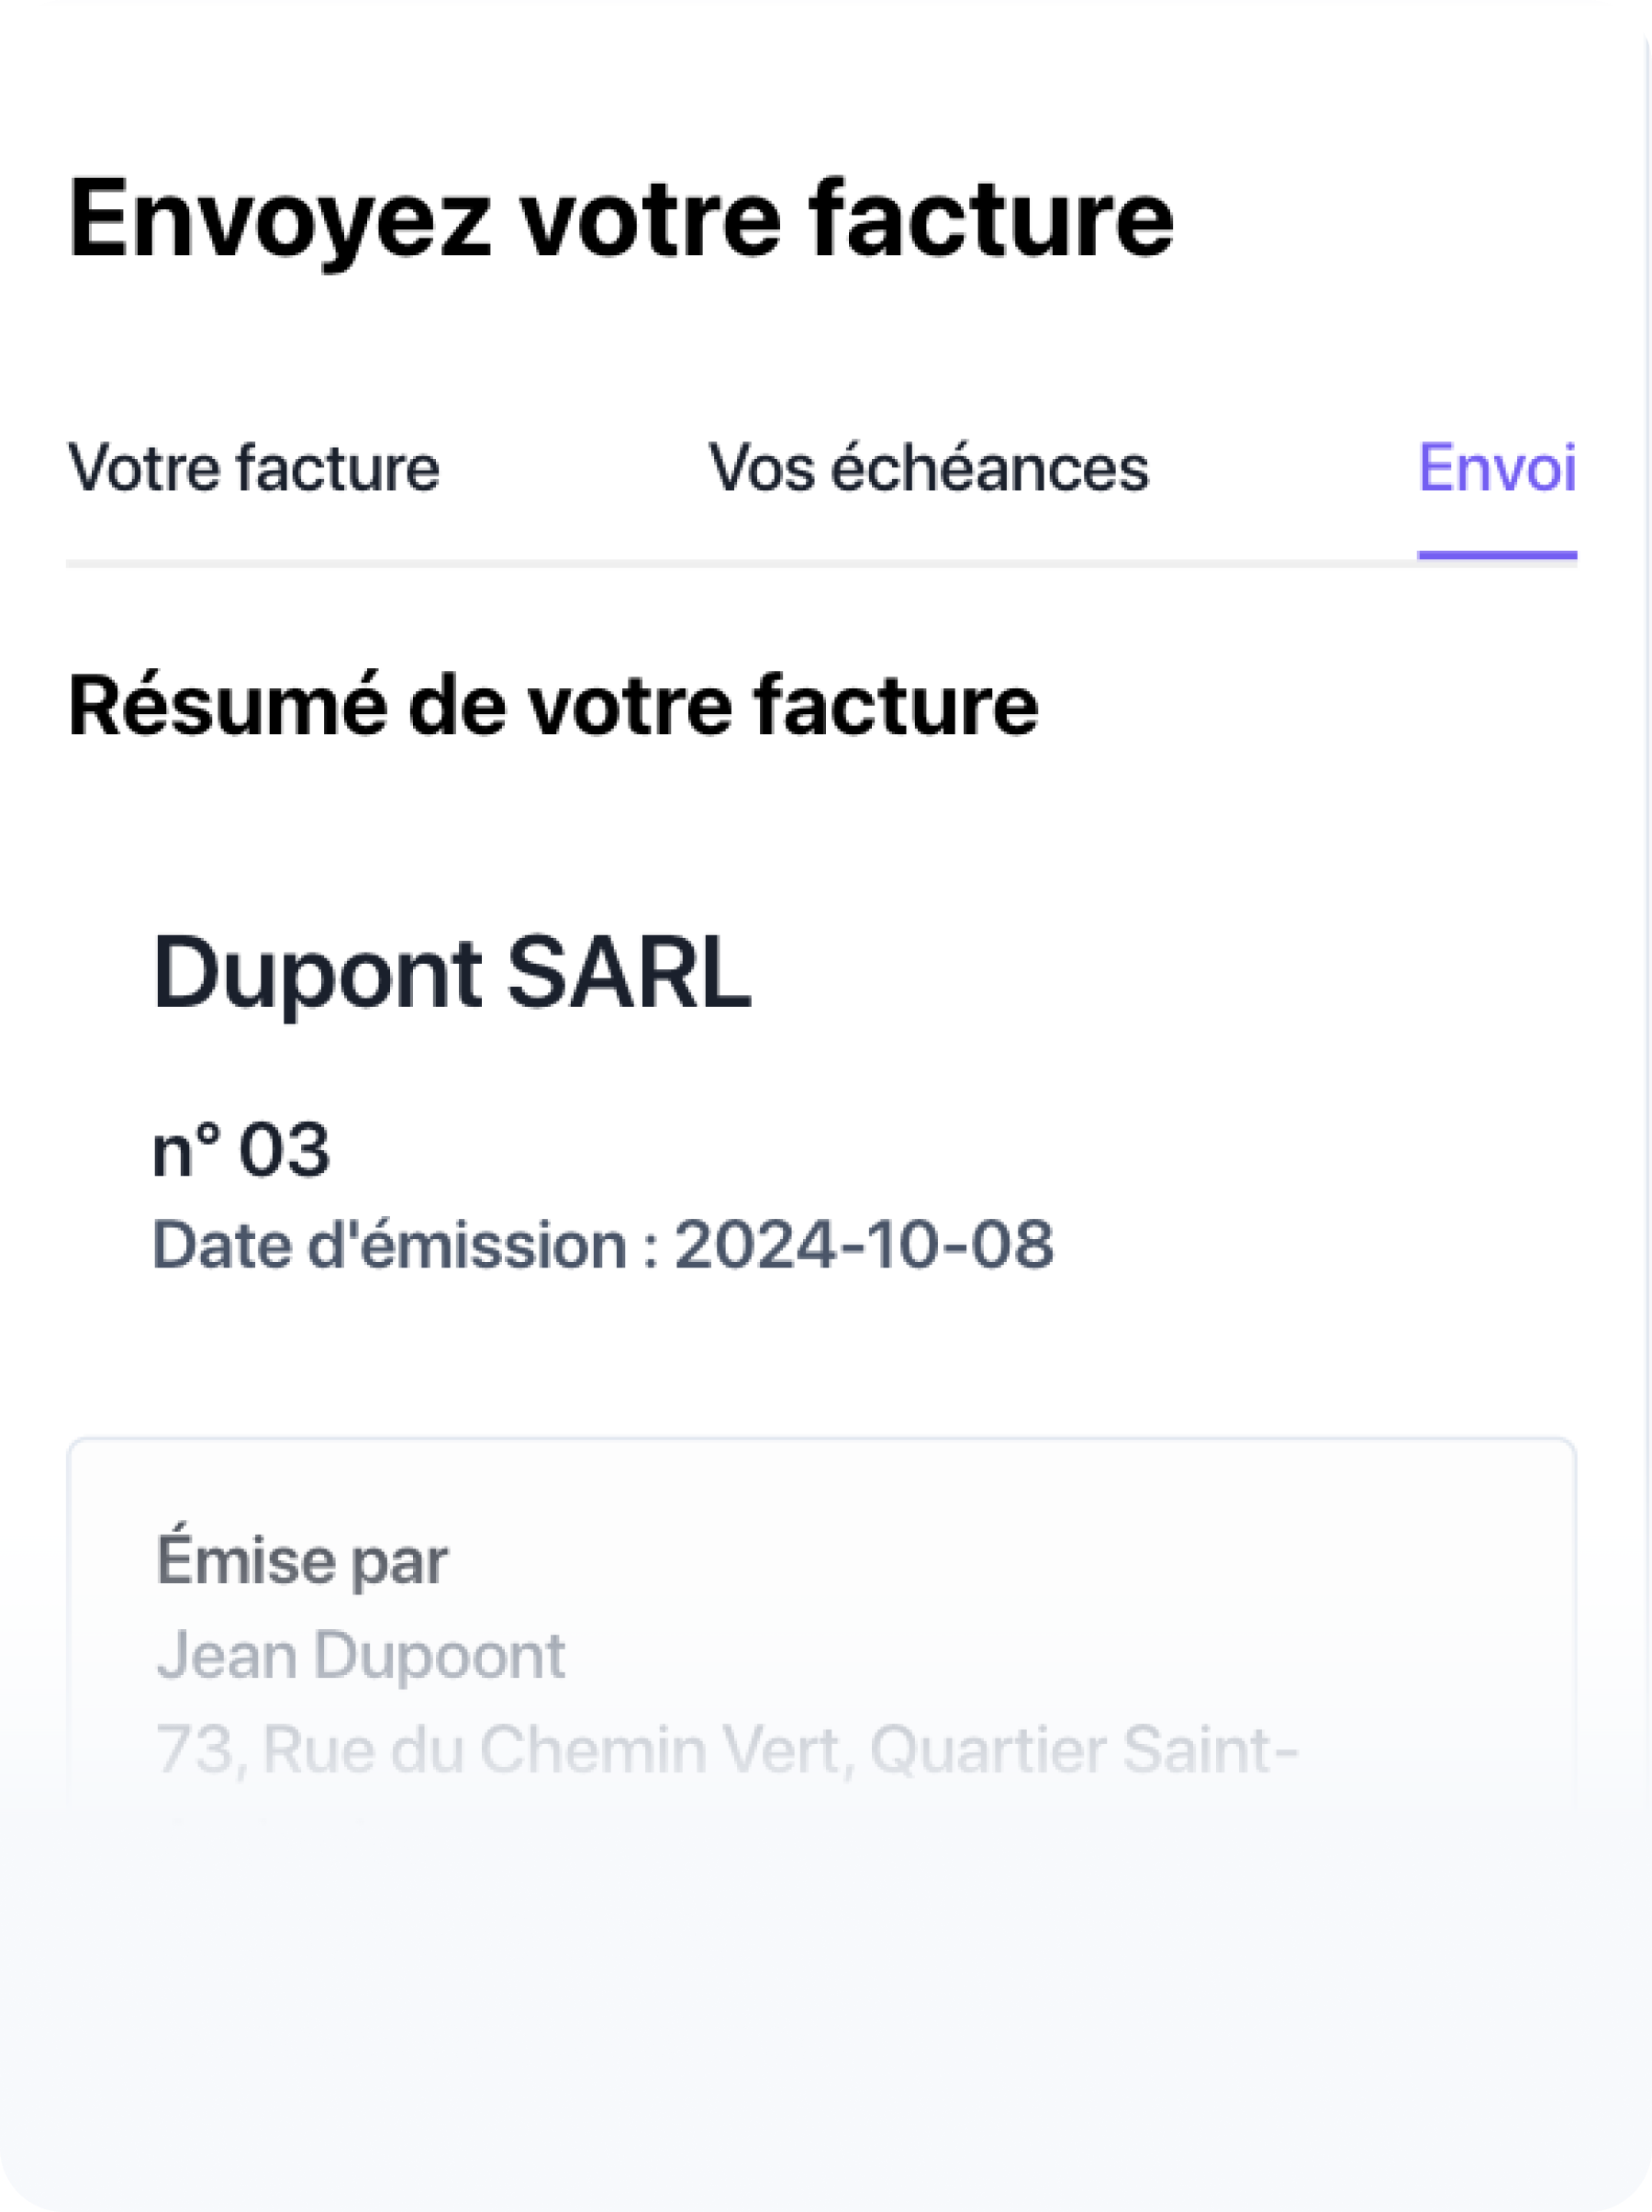 Envoyez votre facture
Votre facture Vos échéances Envoi
Résumé de votre facture
Dupont SARL
n° 03
Date d'émission : 2024-10-08
Émise par
Jean Dupoont
73, Rue du Chemin Vert, Quartier Saint-